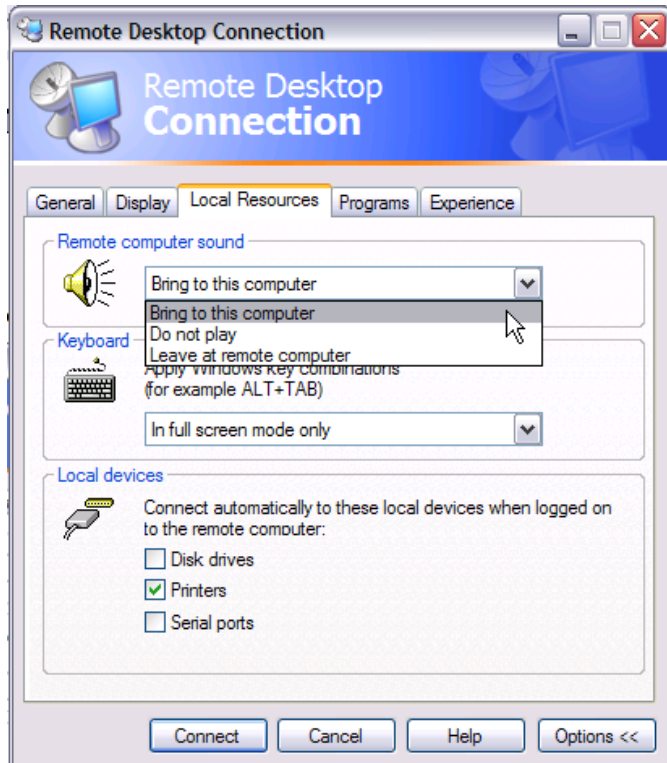 Remote Desktop Connection
Remote Desktop
Connection
General Display Local Resources Programs Experience
Remote computer sound
Bring to this computer
Bring to this computer
Do not play
Leave at remote computer
Keyboard
Apply Windows key combinations
(for example ALT+TAB)
In full screen mode only
Local devices
Connect automatically to these local devices when logged on
to the remote computer:
Disk drives
Printers
Serial ports
Connect Cancel Help Options <<